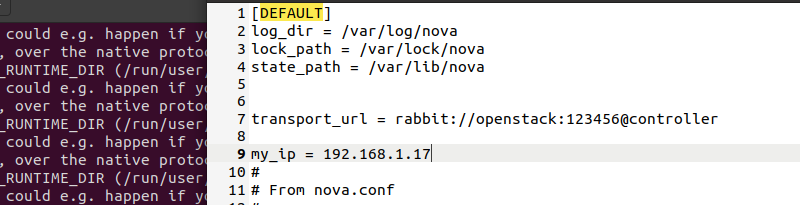 could e.g. happen if yo
, over the native protoc
_RUNTIME_DIR (/run/user,
could e.g. happen if yo
, over the native protoc
_RUNTIME_DIR (/run/user,
could e.g. happen if yo
, over the native protoc
_RUNTIME_DIR (/run/user,
could e.g. happen if yo
1 [DEFAULT]
2 log_dir = /var/log/nova
3 lock_path = /var/lock/nova
4 state_path = /var/lib/nova
5
6
7 transport_url = rabbit://openstack:123456@controller
8
9 my_ip = 192.168.1.17
10 #
11 # From nova.conf